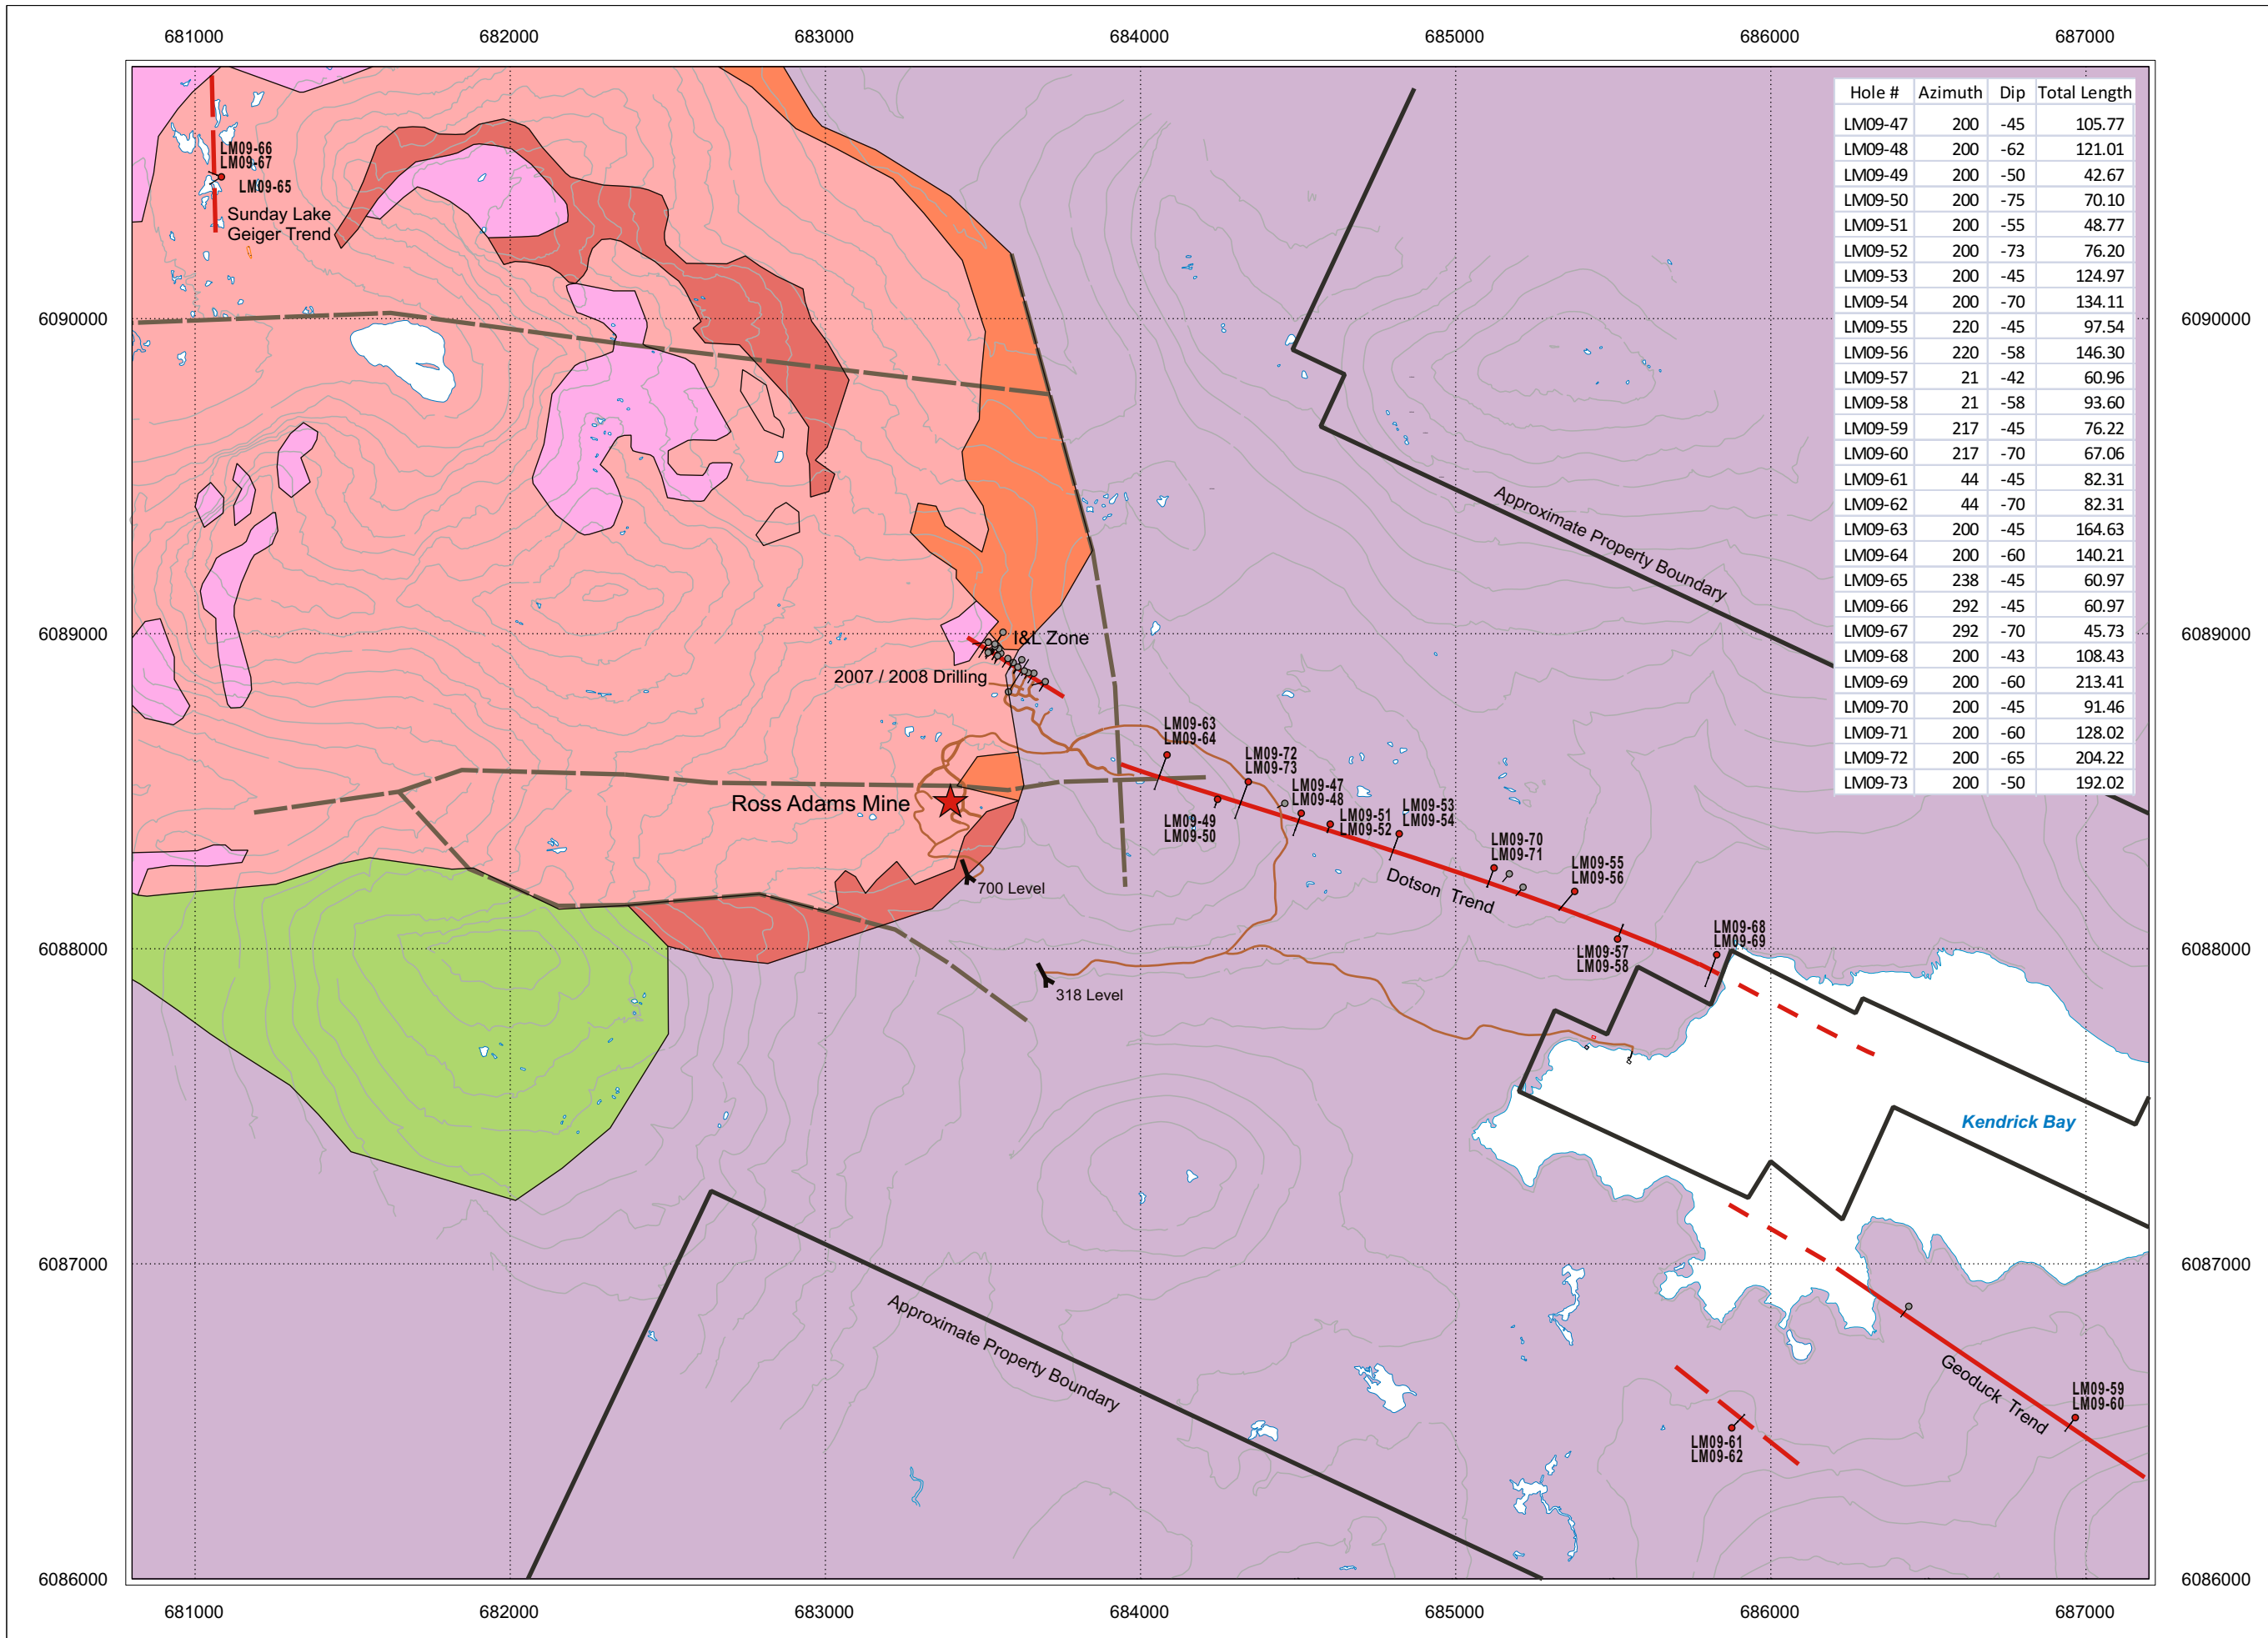 681000 682000 683000 684000 685000 686000 687000
Hole # Azimuth Dip Total Length
LM09-47 200 -45 105.77
LM09-48 200 -62 121.01
LM09-49 200 -50 42.67
LM09-50 200 -75 70.10
LM09-51 200 -55 48.77
LM09-52 200 -73 76.20
LM09-53 200 -45 124.97
LM09-54 200 -70 134.11
LM09-55 220 -45 97.54
LM09-56 220 -58 146.30
LM09-57 21 -42 60.96
LM09-58 21 -58 93.60
LM09-59 217 -45 76.22
LM09-60 217 -70 67.06
LM09-61 44 -45 82.31
LM09-62 44 -70 82.31
LM09-63 200 -45 164.63
LM09-64 200 -60 140.21
LM09-65 238 -45 60.97
LM09-66 292 -45 60.97
LM09-67 292 -70 45.73
LM09-68 200 -43 108.43
LM09-69 200 -60 213.41
LM09-70 200 -45 91.46
LM09-71 200 -60 128.02
LM09-72 200 -65 204.22
LM09-73 200 -50 192.02
LM09-66
LM09-67
LM09-65
Sunday Lake
Geiger Trend
6090000 6090000
Approximate Property Boundary
6089000 6089000
I&L Zone
2007 / 2008 Drilling
LM09-63
LM09-64
LM09-72
LM09-73
LM09-47
LM09-48
Ross Adams Mine
LM09-49
LM09-50
LM09-51
LM09-52
LM09-53
LM09-54
LM09-70
LM09-71
LM09-55
LM09-56
Dotson Trend
700 Level
LM09-68
LM09-69
LM09-57
LM09-58
6088000 6088000
318 Level
Kendrick Bay
6087000 6087000
Approximate Property Boundary
Geoduck Trend
LM09-59
LM09-60
LM09-61
LM09-62
6086000 6086000
681000 682000 683000 684000 685000 686000 687000